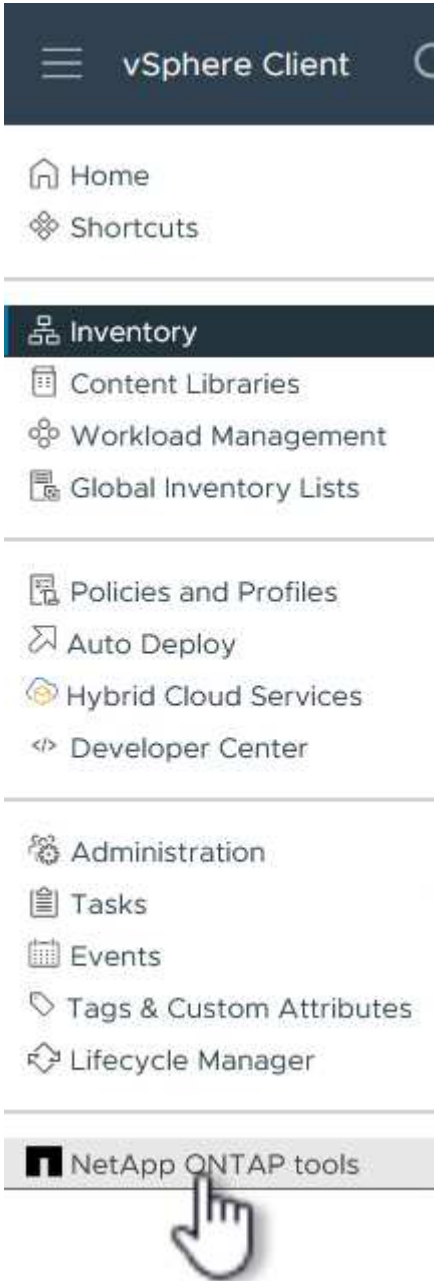 vSphere Client
Home
Shortcuts
Inventory
Content Libraries
Workload Management
Global Inventory Lists
Policies and Profiles
Auto Deploy
Hybrid Cloud Services
Developer Center
Administration
Tasks
Events
Tags & Custom Attributes
Lifecycle Manager
NetApp ONTAP tools